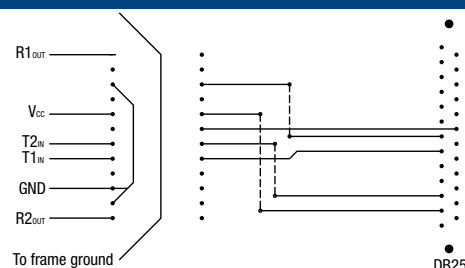 R1OUT
VCC
T2IN
T1IN
GND
R2OUT
To frame ground
DB25